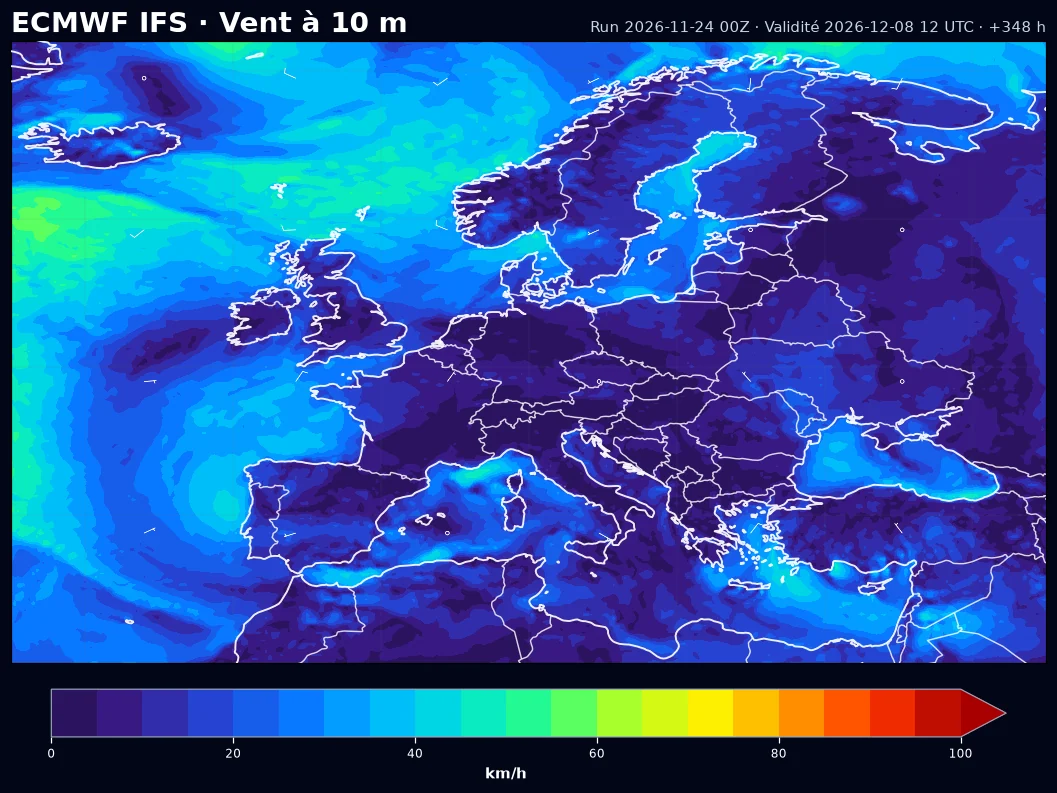 ECMWF IFS · Vent à 10 m
Run 2026-11-24 00Z · Validité 2026-12-08 12 UTC · +348 h
0 20 40 60 80 100
km/h